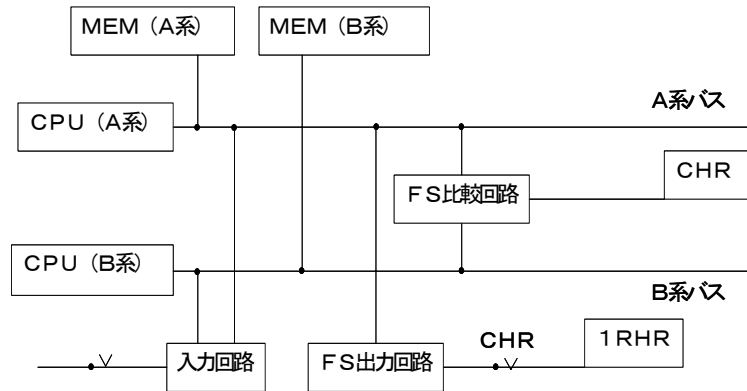 MEM（A系）
MEM（B系）
A系バス
CPU（A系）
CHR
FS比較回路
CPU（B系）
B系バス
入力回路
FS出力回路
CHR
1RHR